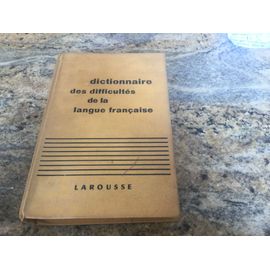 dictionnaire
des difficultés
de la
langue française
LAROUSSE